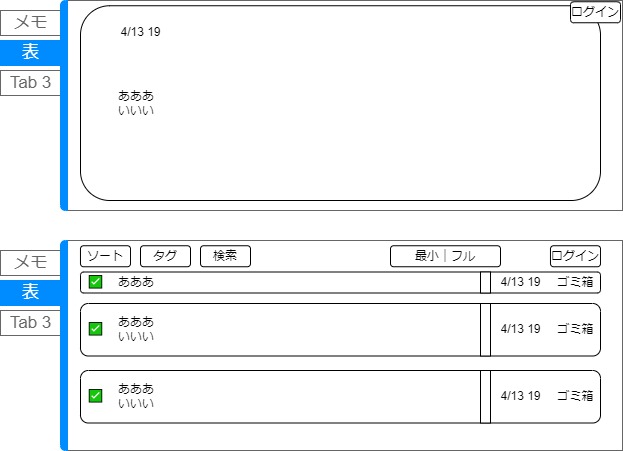 ログイン
メモ
表
Tab 3
4/13 19
あああ
いいい
ソート タグ 検索 最小｜フル ログイン
メモ
表
Tab 3
あああ 4/13 19 ゴミ箱
あああ
いいい
4/13 19 ゴミ箱
あああ
いいい
4/13 19 ゴミ箱